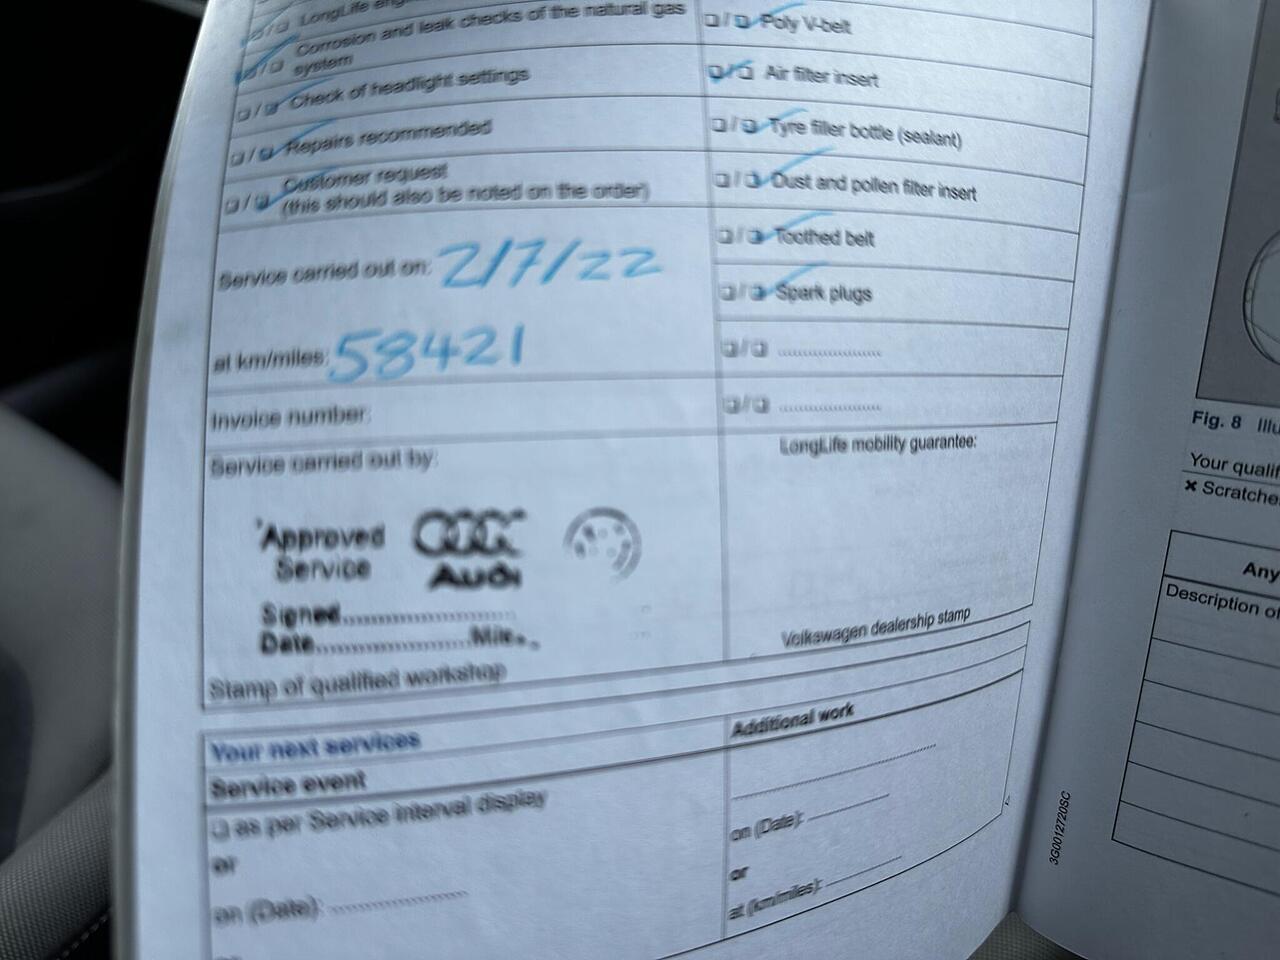 LongLife
Corrosion and leak checks of the natural gas
system
Check of headlight settings
Repairs recommended
Customer request
(this should also be noted on the order)
Service carried out on: 2/7/22
at km/miles: 58421
Invoice number:
Service carried out by:
Approved
Service
Audi
Signed
Date Miles
Stamp of qualified workshop
Poly V-belt
Air filter insert
Tyre filler bottle (sealant)
Dust and pollen filter insert
Toothed belt
Spark plugs
LongLife mobility guarantee:
Volkswagen dealership stamp
Your next services
Service event
as per Service interval display
or
on (Date):
Additional work
on (Date):
or
at (km/miles):
3G0012720SC
Fig. 8
Your
× 
Any
Description